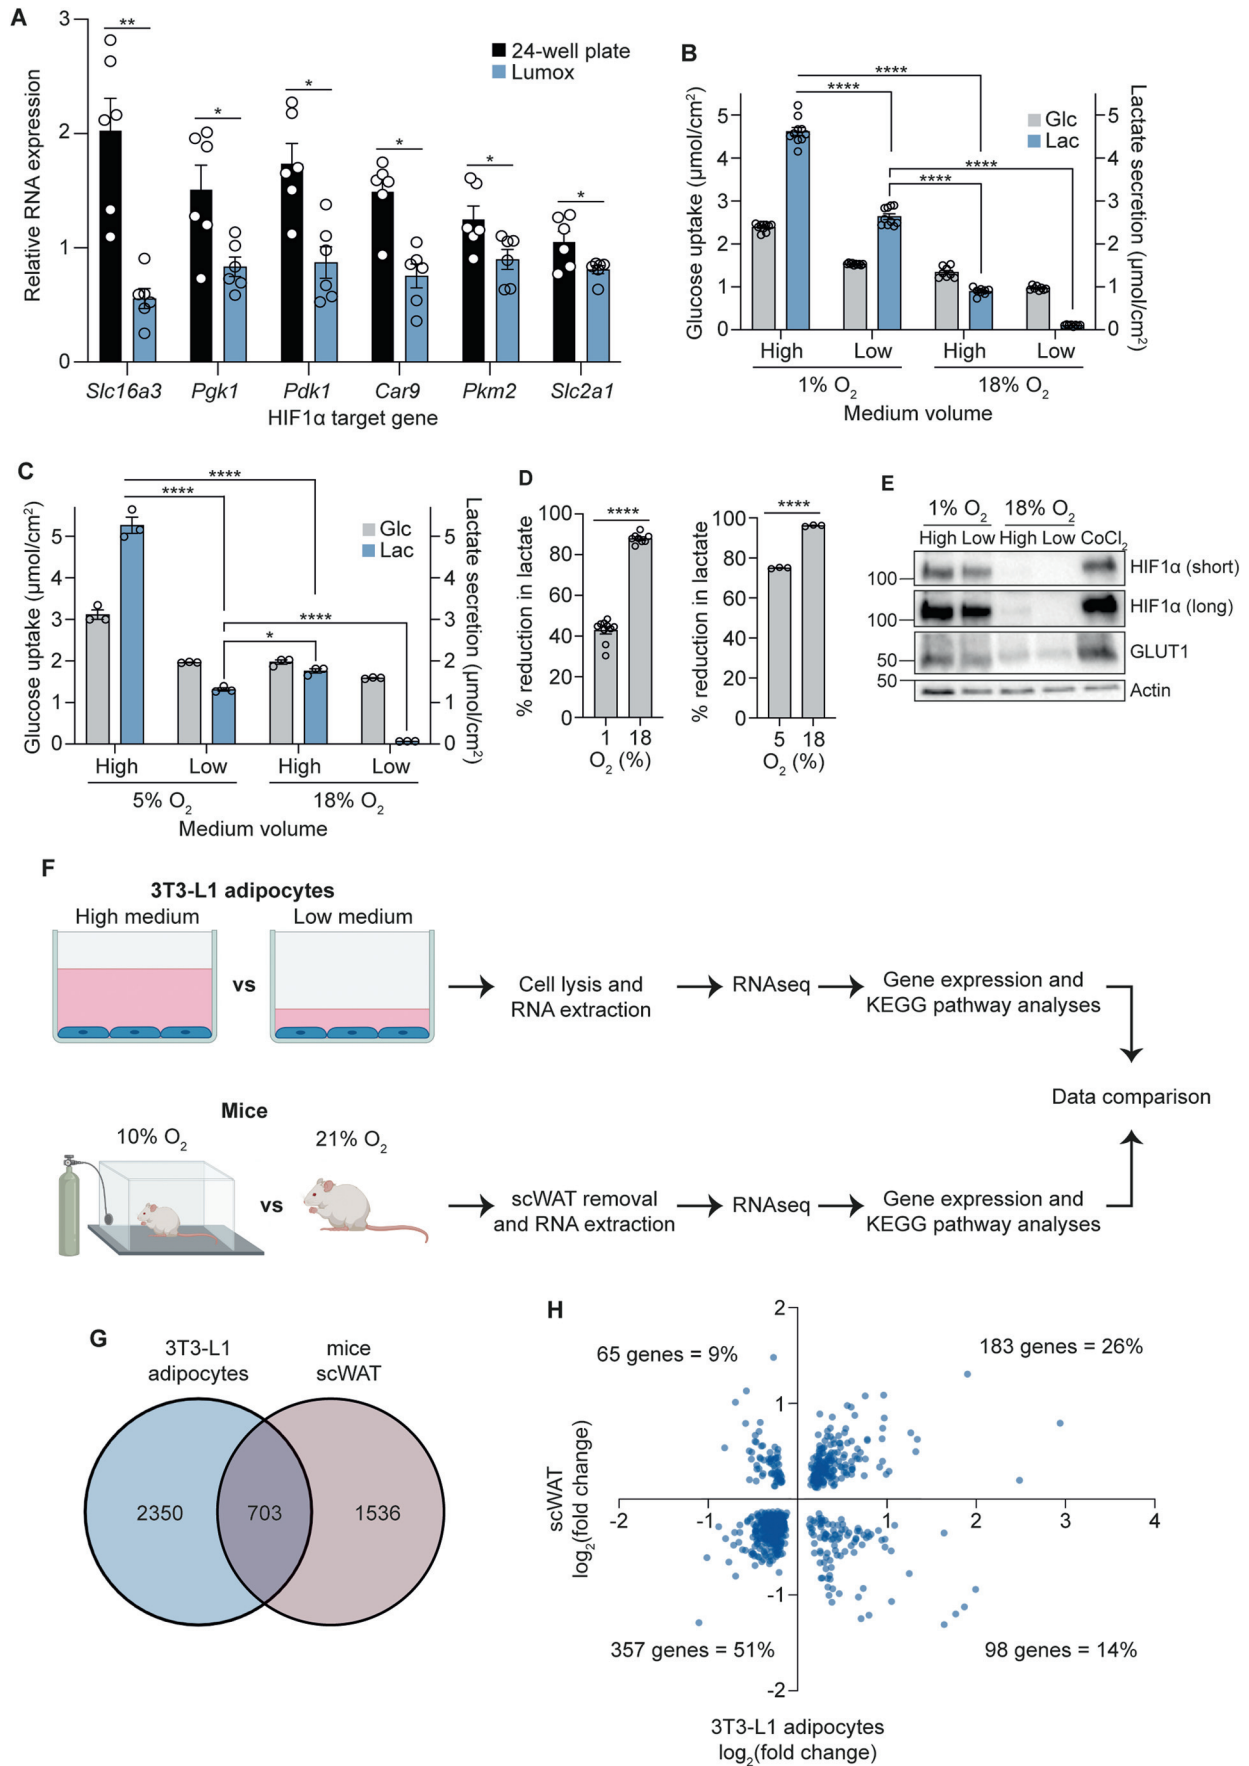 A
3
2
1
0
Relative RNA expression
**
*
*
*
*
*
24-well plate
Lumox
Slc16a3 Pgk1 Pdk1 Car9 Pkm2 Slc2a1
HIF1α target gene
B
Glucose uptake (μmol/cm2)
5
4
3
2
1
0
****
****
****
****
Glc
Lac
5
4
3
2
1
0
Lactate secretion (μmol/cm2)
High Low High Low
1% O2 18% O2
Medium volume
C
Glucose uptake (μmol/cm2)
5
4
3
2
1
0
****
****
****
*
Glc
Lac
5
4
3
2
1
0
Lactate secretion (μmol/cm2)
High Low High Low
5% O2 18% O2
Medium volume
D
% reduction in lactate
100
80
60
40
20
0
****
1 18
O2 (%)
% reduction in lactate
100
80
60
40
20
0
****
5 18
O2 (%)
E
1% O2 18% O2
High Low High Low CoCl2
100 HIF1α (short)
100 HIF1α (long)
50 GLUT1
50 Actin
F
3T3-L1 adipocytes
High medium Low medium
vs
Cell lysis and
RNA extraction
RNAseq
Gene expression and
KEGG pathway analyses
Data comparison
Mice
10% O2 21% O2
vs
scWAT removal
and RNA extraction
RNAseq
Gene expression and
KEGG pathway analyses
G
3T3-L1
adipocytes
mice
scWAT
2350 703 1536
H
scWAT
log2(fold change)
2
1
-1
-2
-2 -1 1 2 3 4
65 genes = 9%
183 genes = 26%
357 genes = 51%
98 genes = 14%
3T3-L1 adipocytes
log2(fold change)